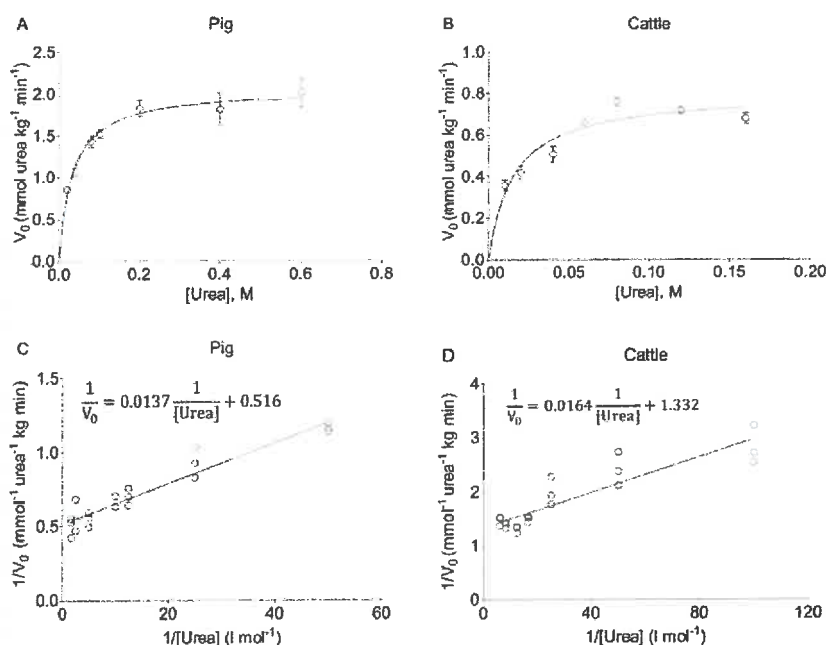 A
Pig
V₀ (mmol urea kg⁻¹ min⁻¹)
2.5
2.0
1.5
1.0
0.5
0.0
0.0 0.2 0.4 0.6 0.8
[Urea], M
B
Cattle
V₀ (mmol urea kg⁻¹ min⁻¹)
1.0
0.8
0.6
0.4
0.2
0.0
0.00 0.05 0.10 0.15 0.20
[Urea], M
C
Pig
1/V₀ (mmol⁻¹ urea⁻¹ kg min)
1/V₀ = 0.0137 1/[Urea] + 0.516
1.5
1.0
0.5
0.0
0 20 40 60
1/[Urea] (l mol⁻¹)
D
Cattle
1/V₀ (mmol⁻¹ urea⁻¹ kg min)
1/V₀ = 0.0164 1/[Urea] + 1.332
4
3
2
1
0
0 40 80 120
1/[Urea] (l mol⁻¹)